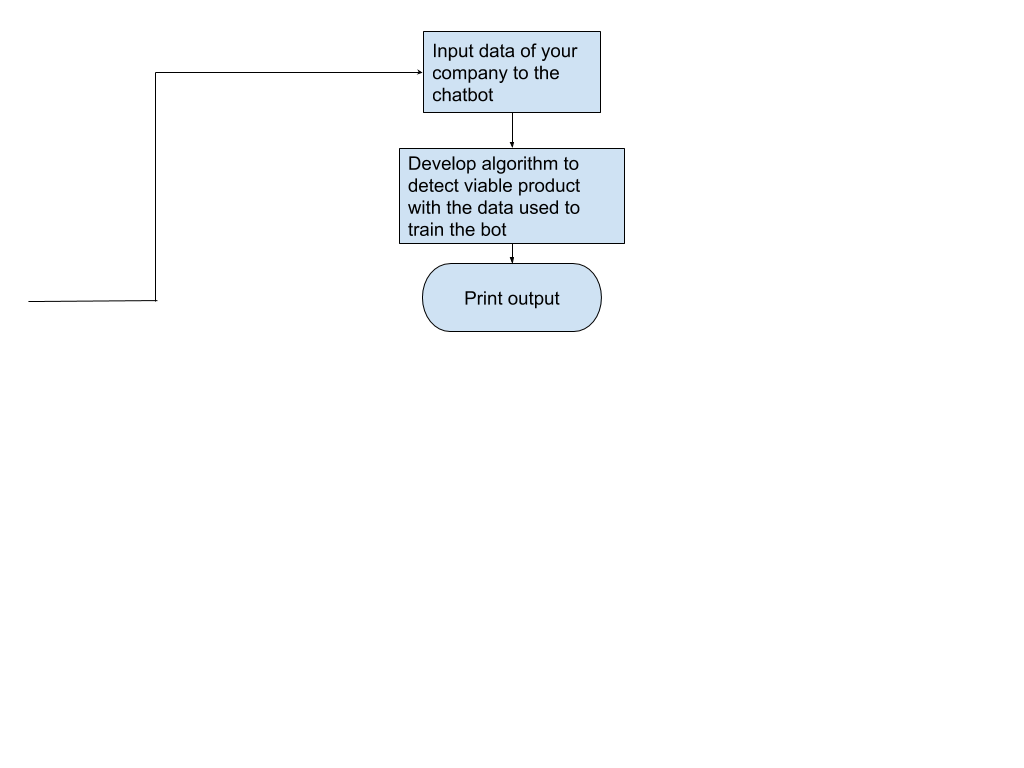 Input data of your
company to the
chatbot
Develop algorithm to
detect viable product
with the data used to
train the bot
Print output